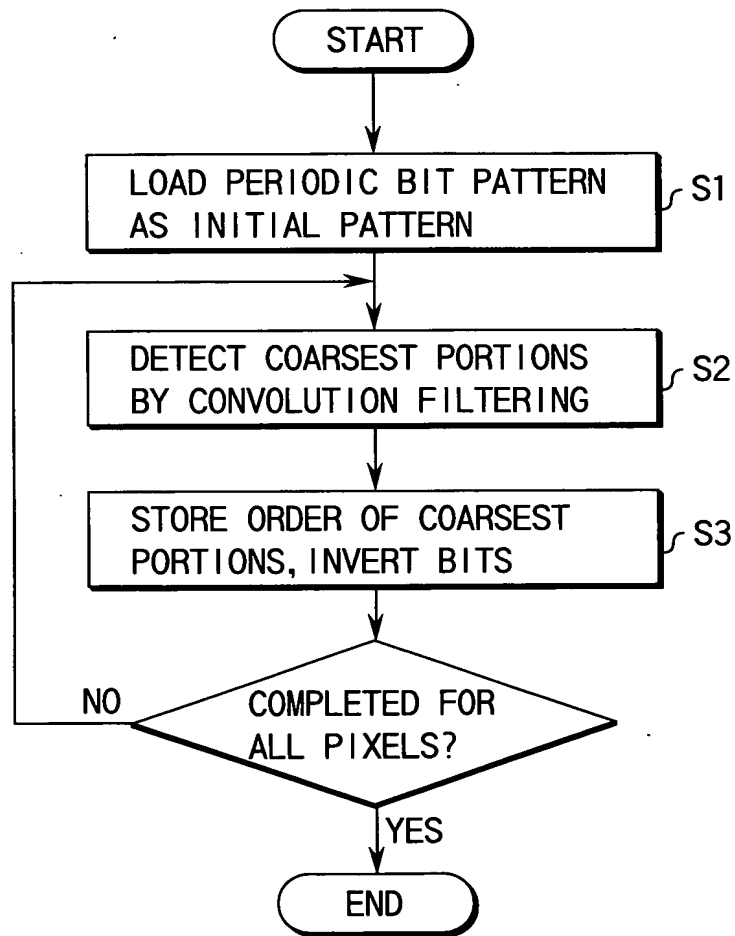 START
LOAD PERIODIC BIT PATTERN
AS INITIAL PATTERN
S1
DETECT COARSEST PORTIONS
BY CONVOLUTION FILTERING
S2
STORE ORDER OF COARSEST
PORTIONS, INVERT BITS
S3
NO
COMPLETED FOR
ALL PIXELS?
YES
END